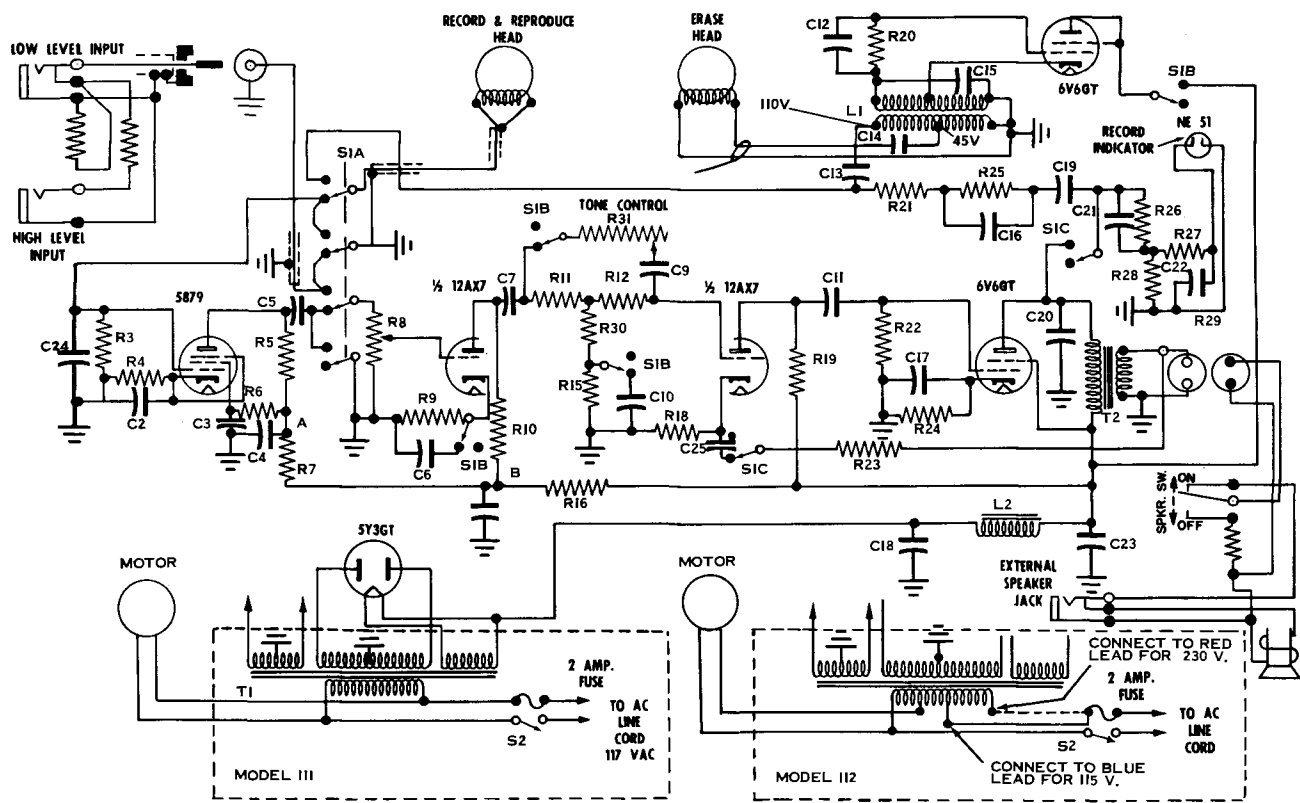 RECORD & REPRODUCE
HEAD
ERASE
HEAD
LOW LEVEL INPUT
HIGH LEVEL
INPUT
C12
R20
C15
L1
110V
C14
45V
C13
6V6GT
S1B
NE 51
RECORD
INDICATOR
S1A
R21
R25
C16
C19
C21
R26
R27
S1C
R28
C22
R29
S1B
TONE CONTROL
R31
C7
R11
R12
C9
C11
6V6GT
C20
5879
C5
½ 12AX7
½ 12AX7
C24
R3
R4
C2
R5
R6
C3
C4
A
R7
R8
R9
C6
S1B
R10
B
R30
R15
S1B
C10
R18
C25
S1C
R19
R22
C17
R24
R23
T2
R16
L2
C18
C23
SPKR. SW.
ON
OFF
EXTERNAL
SPEAKER
JACK
5Y3GT
MOTOR
T1
2 AMP.
FUSE
TO AC
LINE
CORD
117 VAC
S2
MODEL 111
MOTOR
CONNECT TO RED
LEAD FOR 230 V.
2 AMP.
FUSE
TO AC
LINE
CORD
S2
CONNECT TO BLUE
LEAD FOR 115 V.
MODEL 112